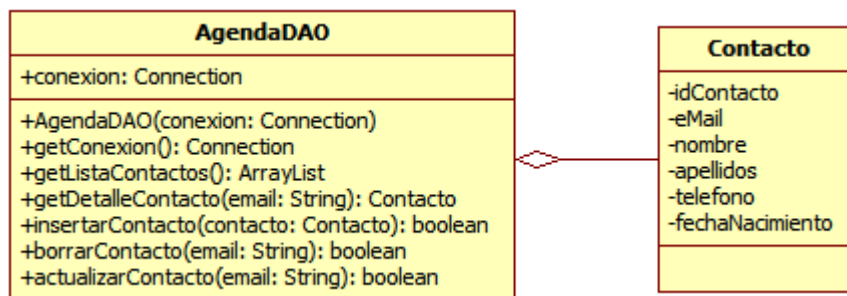 AgendaDAO
+conexion: Connection
+AgendaDAO(conexion: Connection)
+getConexion(): Connection
+getListaContactos(): ArrayList
+getDetalleContacto(email: String): Contacto
+insertarContacto(contacto: Contacto): boolean
+borrarContacto(email: String): boolean
+actualizarContacto(email: String): boolean
Contacto
-idContacto
-eMail
-nombre
-apellidos
-telefono
-fechaNacimiento